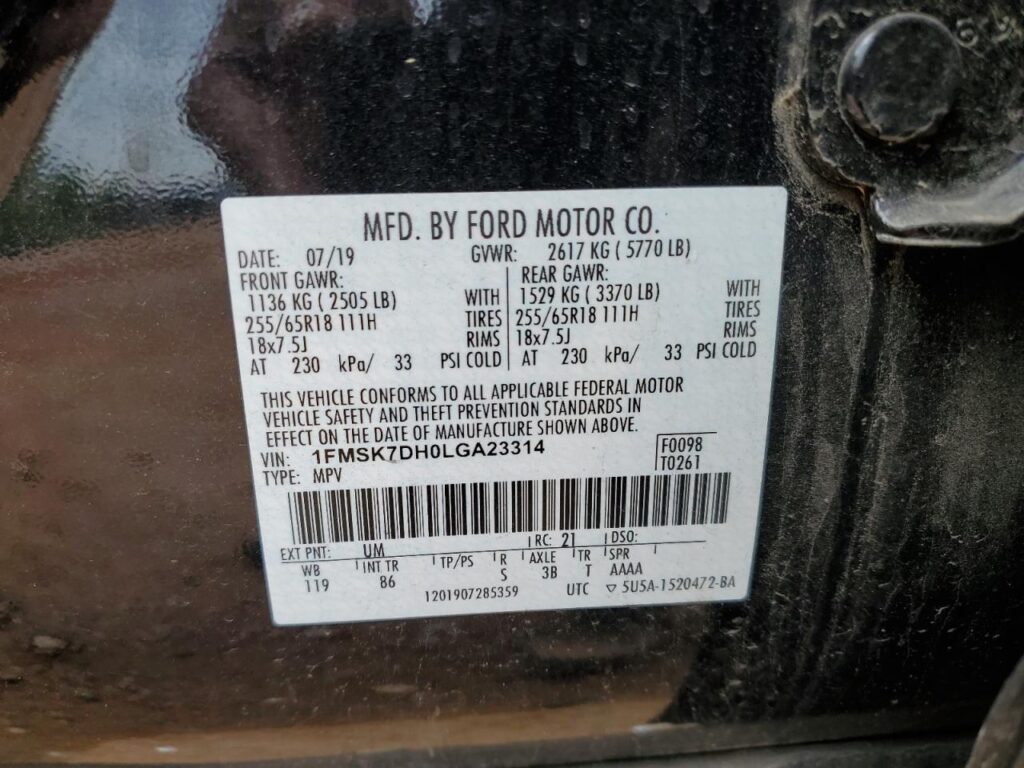 MFD. BY FORD MOTOR CO.
DATE: 07/19 GVWR: 2617 KG ( 5770 LB)
FRONT GAWR: REAR GAWR:
1136 KG ( 2505 LB) WITH 1529 KG ( 3370 LB) WITH
255/65R18 111H TIRES 255/65R18 111H TIRES
18x7.5J RIMS 18x7.5J RIMS
AT 230 kPa/ 33 PSI COLD AT 230 kPa/ 33 PSI COLD
THIS VEHICLE CONFORMS TO ALL APPLICABLE FEDERAL MOTOR
VEHICLE SAFETY AND THEFT PREVENTION STANDARDS IN
EFFECT ON THE DATE OF MANUFACTURE SHOWN ABOVE.
VIN: 1FMSK7DH0LGA23314 F0098
TYPE: MPV T0261
EXT PNT: UM RC: 21 DSO:
WB INT TR TP/PS R AXLE TR SPR
119 86 S 3B T AAAA
1201907285359 UTC ▽ 5U5A-1520472-BA